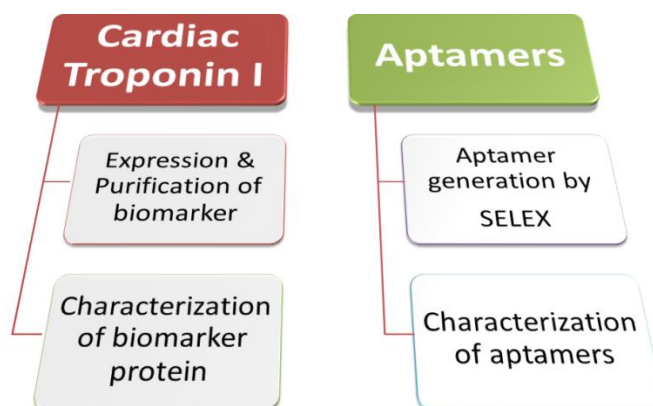 Cardiac
Troponin I
Expression &
Purification of
biomarker
Characterization
of biomarker
protein
Aptamers
Aptamer
generation by
SELEX
Characterization
of aptamers